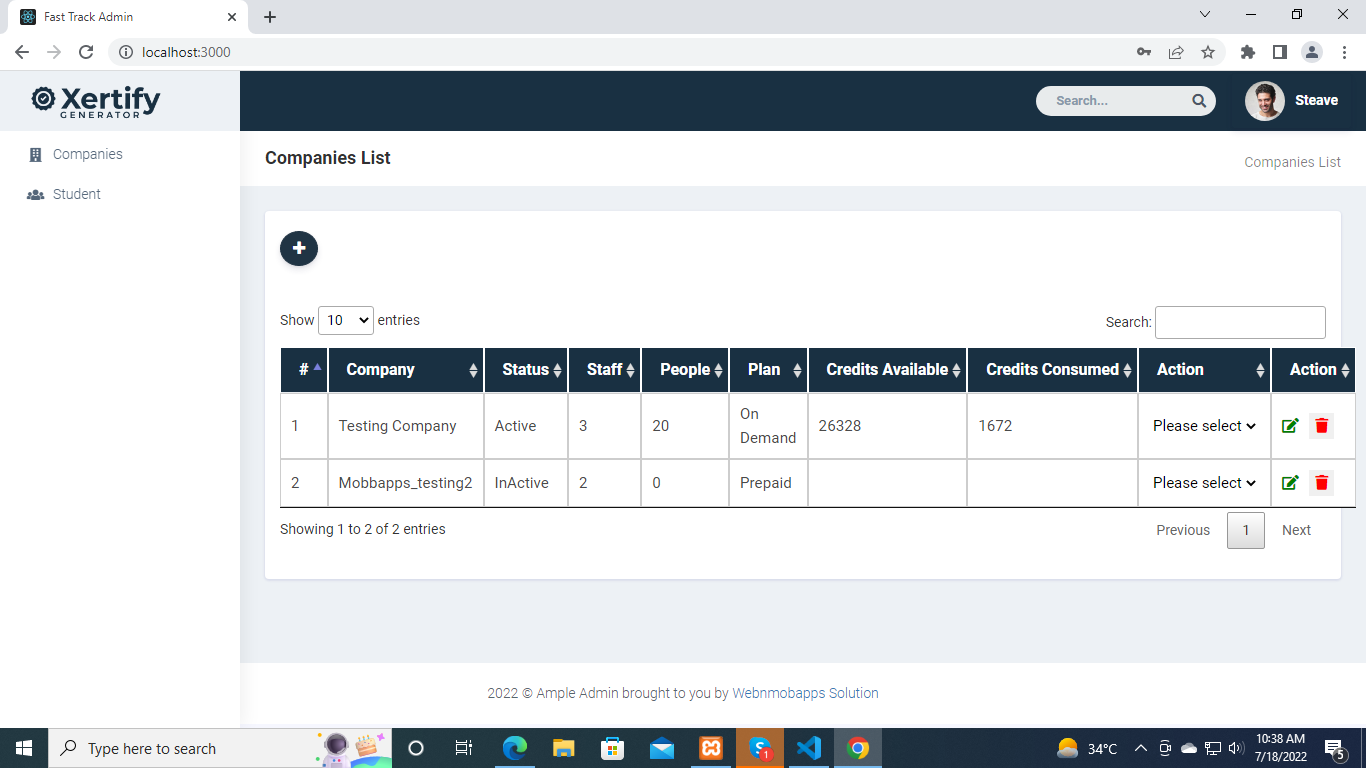 Fast Track Admin
localhost:3000
Xertify
GENERATOR
Search...
Steave
Companies
Student
Companies List
Companies List
Show 10 entries
Search:
# Company Status Staff People Plan Credits Available Credits Consumed Action Action
1 Testing Company Active 3 20 On Demand 26328 1672 Please select
2 Mobbapps_testing2 InActive 2 0 Prepaid Please select
Showing 1 to 2 of 2 entries
Previous 1 Next
2022 © Ample Admin brought to you by Webnmobapps Solution
Type here to search
1
34°C
10:38 AM
7/18/2022
5